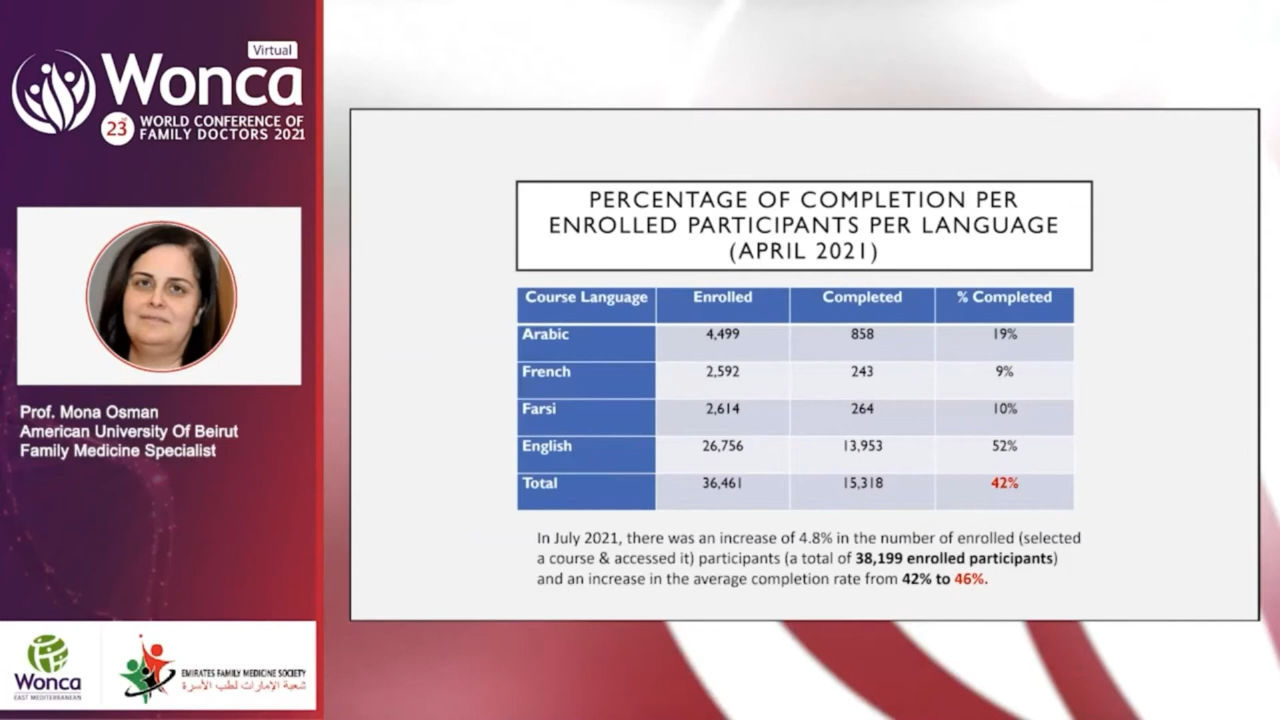 Virtual
Wonca
23rd WORLD CONFERENCE OF
FAMILY DOCTORS 2021
Prof. Mona Osman
American University Of Beirut
Family Medicine Specialist
Wonca
EAST MEDITERRANEAN
EMIRATES FAMILY MEDICINE SOCIETY
شعبة الإمارات لطب الأسرة
PERCENTAGE OF COMPLETION PER
ENROLLED PARTICIPANTS PER LANGUAGE
(APRIL 2021)
Course Language Enrolled Completed % Completed
Arabic 4,499 858 19%
French 2,592 243 9%
Farsi 2,614 264 10%
English 26,756 13,953 52%
Total 36,461 15,318 42%
In July 2021, there was an increase of 4.8% in the number of enrolled (selected
a course & accessed it) participants (a total of 38,199 enrolled participants)
and an increase in the average completion rate from 42% to 46%.